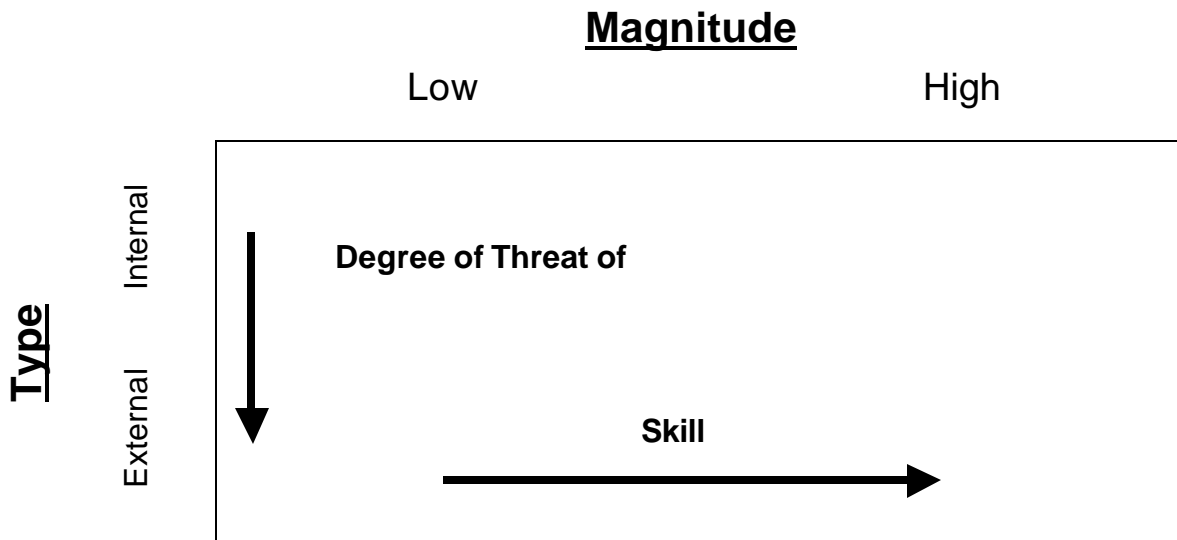 Magnitude
Low High
Type
Internal
External
Degree of Threat of
Skill